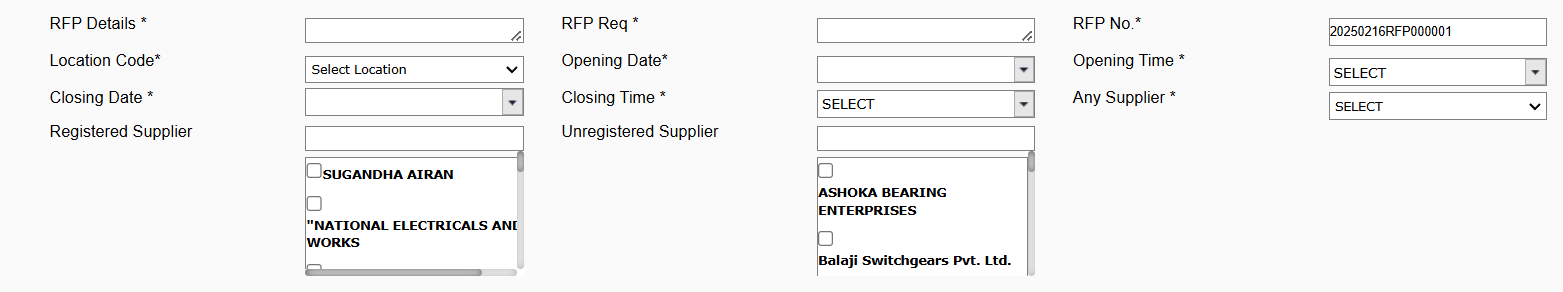 RFP Details *
RFP Req *
RFP No.*
20250216RFP000001
Location Code*
Select Location
Opening Date*
Opening Time *
SELECT
Closing Date *
Closing Time *
SELECT
Any Supplier *
SELECT
Registered Supplier
Unregistered Supplier
SUGANDHA AIRAN
"NATIONAL ELECTRICALS AND
WORKS
ASHOKA BEARING
ENTERPRISES
Balaji Switchgears Pvt. Ltd.